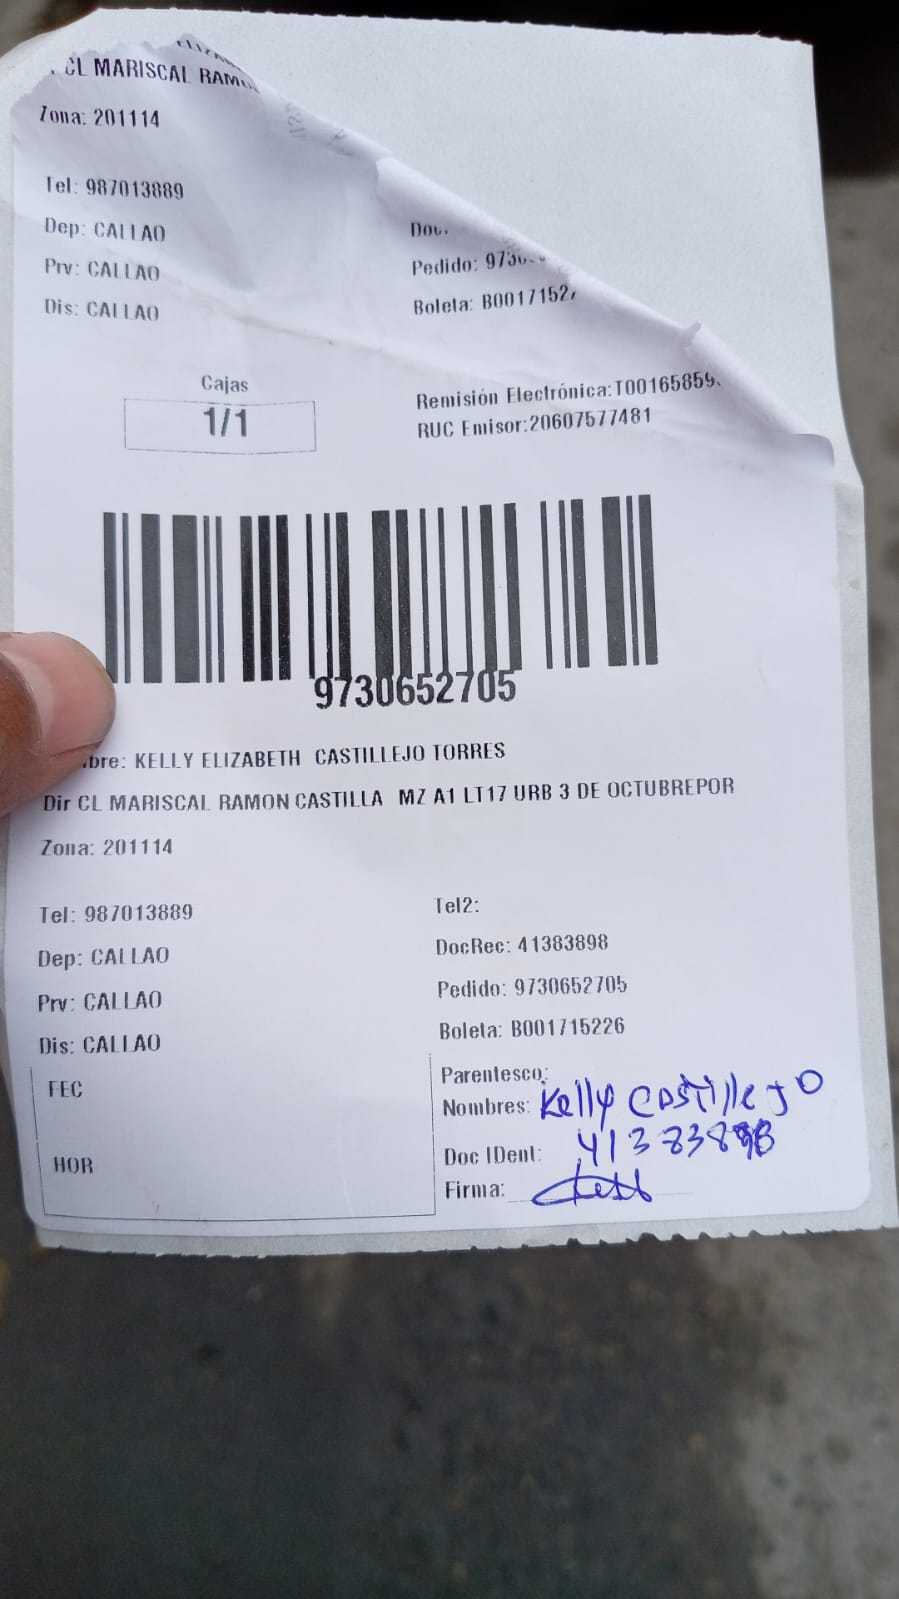 CL MARISCAL RAMON
Zona: 201114
Tel: 987013889
Dep: CALLAO
Prv: CALLAO Pedido:
Dis: CALLAO Boleta:
Cajas
1/1
Remisión Electrónica:
RUC Emisor:20607577481
9730652705
KELLY ELIZABETH CASTILLEJO TORRES
Dir CL MARISCAL RAMON CASTILLA MZ A1 LT17 URB 3 DE OCTUBREPOR
Zona: 201114
Tel: 987013889 Tel2:
Dep: CALLAO DocRec: 41383898
Prv: CALLAO Pedido: 9730652705
Dis: CALLAO Boleta: B001715226
FEC Parentesco:
Nombres: Kelly Castillejo
HOR Doc IDent: 41383898
Firma: